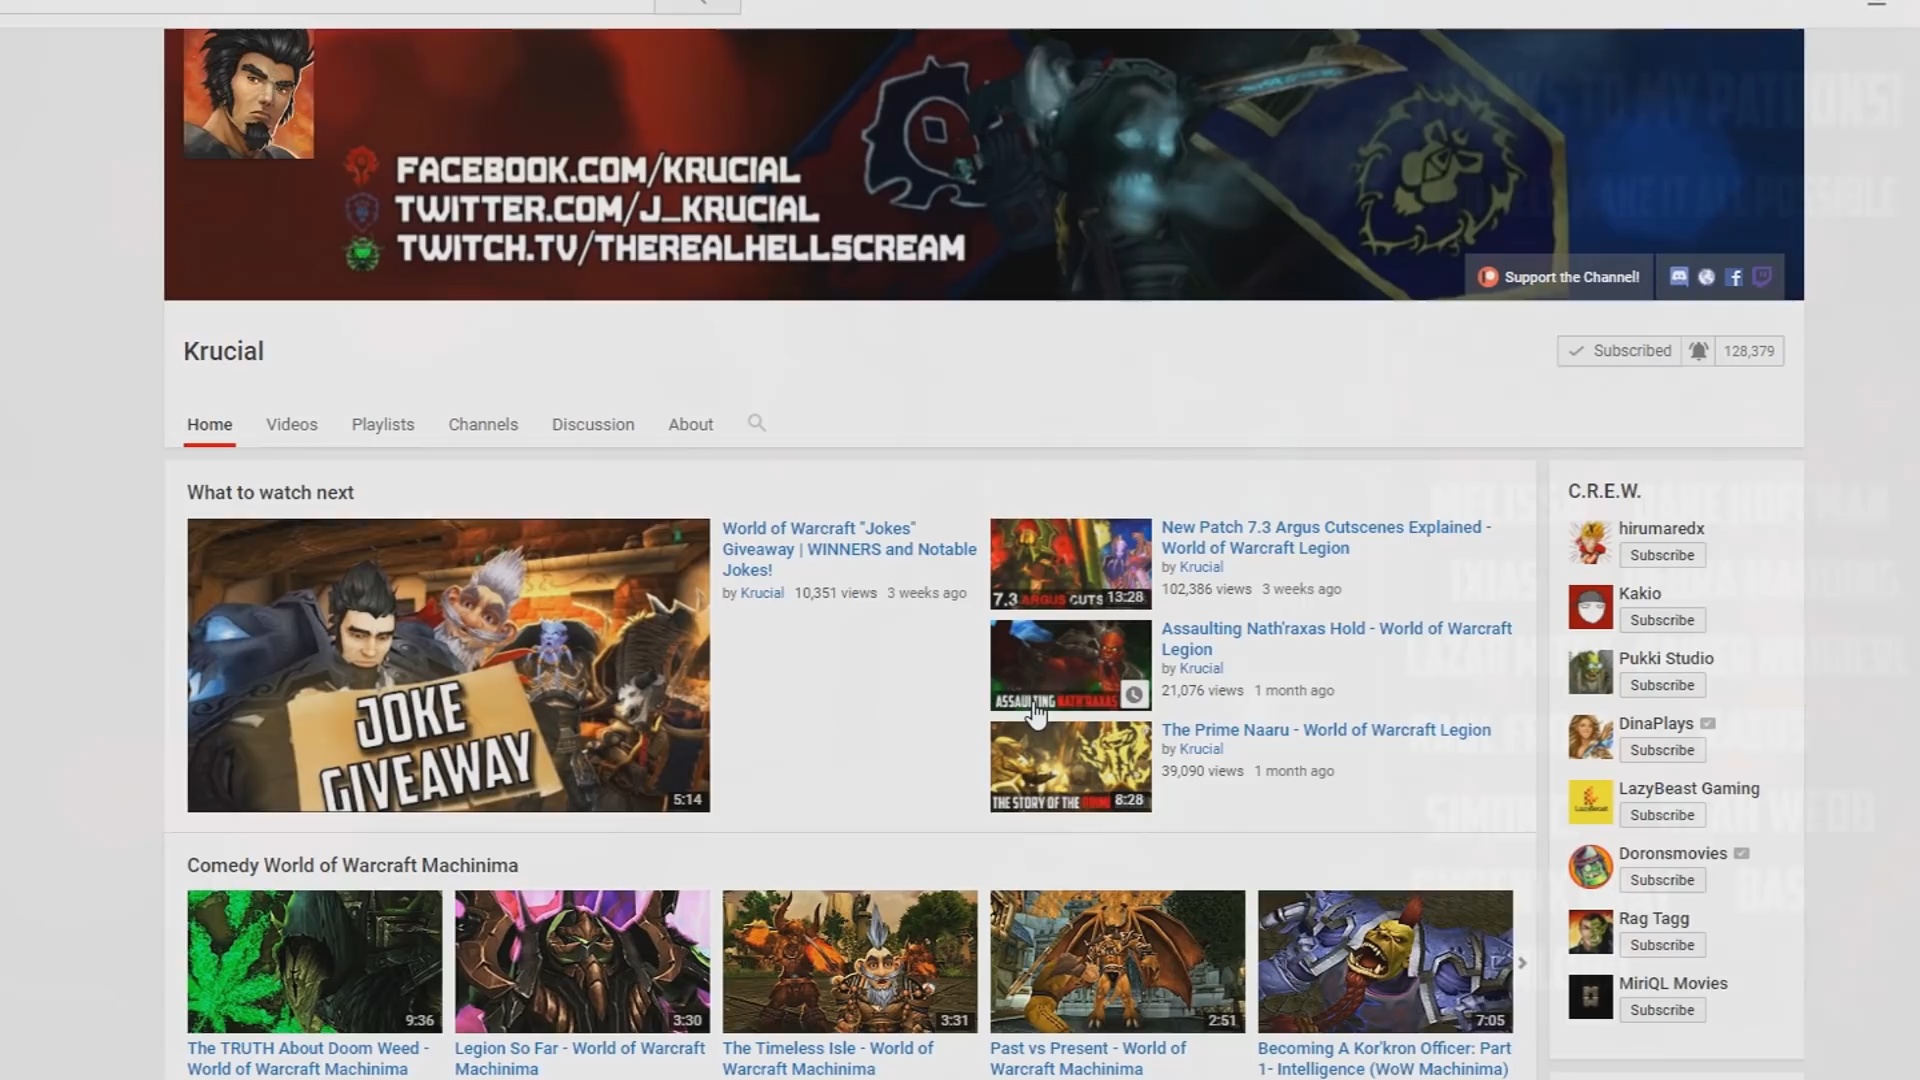 FACEBOOK.COM/KRUCIAL
TWITTER.COM/J_KRUCIAL
TWITCH.TV/THEREALHELLSCREAM
Support the Channel!
Krucial
Subscribed
128,379
Home
Videos
Playlists
Channels
Discussion
About
What to watch next
JOKE
GIVEAWAY
5:14
World of Warcraft "Jokes"
Giveaway | WINNERS and Notable
Jokes!
by Krucial 10,351 views 3 weeks ago
7.3 ARGUS CUTS 13:28
New Patch 7.3 Argus Cutscenes Explained -
World of Warcraft Legion
by Krucial
102,386 views 3 weeks ago
ASSAULTING NATH'RAXAS
Assaulting Nath'raxas Hold - World of Warcraft
Legion
by Krucial
21,076 views 1 month ago
THE STORY OF THE 8:28
The Prime Naaru - World of Warcraft Legion
by Krucial
39,090 views 1 month ago
C.R.E.W.
hirumaredx
Subscribe
Kakio
Subscribe
Pukki Studio
Subscribe
DinaPlays
Subscribe
LazyBeast Gaming
Subscribe
Doronsmovies
Subscribe
Rag Tagg
Subscribe
MiriQL Movies
Subscribe
Comedy World of Warcraft Machinima
9:36
The TRUTH About Doom Weed -
World of Warcraft Machinima
3:30
Legion So Far - World of Warcraft
Machinima
3:31
The Timeless Isle - World of
Warcraft Machinima
2:51
Past vs Present - World of
Warcraft Machinima
7:05
Becoming A Kor'kron Officer: Part
1- Intelligence (WoW Machinima)